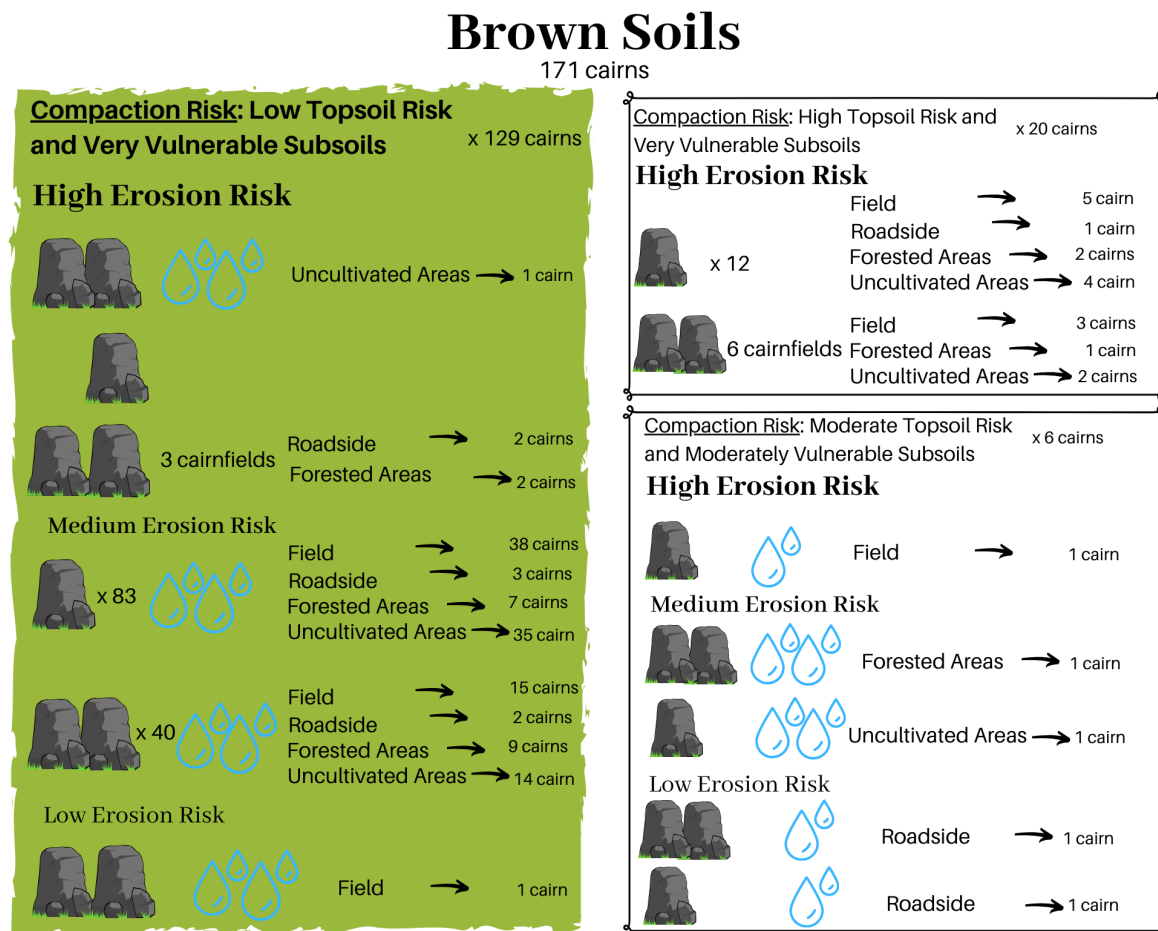 Brown Soils
171 cairns
Compaction Risk: Low Topsoil Risk
and Very Vulnerable Subsoils
x 129 cairns
High Erosion Risk
Uncultivated Areas 1 cairn
3 cairnfields
Roadside 2 cairns
Forested Areas 2 cairns
Medium Erosion Risk
x 83
Field 38 cairns
Roadside 3 cairns
Forested Areas 7 cairns
Uncultivated Areas 35 cairn
x 40
Field 15 cairns
Roadside 2 cairns
Forested Areas 9 cairns
Uncultivated Areas 14 cairn
Low Erosion Risk
Field 1 cairn
Compaction Risk: High Topsoil Risk and
Very Vulnerable Subsoils
x 20 cairns
High Erosion Risk
x 12
Field 5 cairn
Roadside 1 cairn
Forested Areas 2 cairns
Uncultivated Areas 4 cairn
6 cairnfields
Field 3 cairns
Forested Areas 1 cairn
Uncultivated Areas 2 cairns
Compaction Risk: Moderate Topsoil Risk
and Moderately Vulnerable Subsoils
x 6 cairns
High Erosion Risk
Field 1 cairn
Medium Erosion Risk
Forested Areas 1 cairn
Uncultivated Areas 1 cairn
Low Erosion Risk
Roadside 1 cairn
Roadside 1 cairn